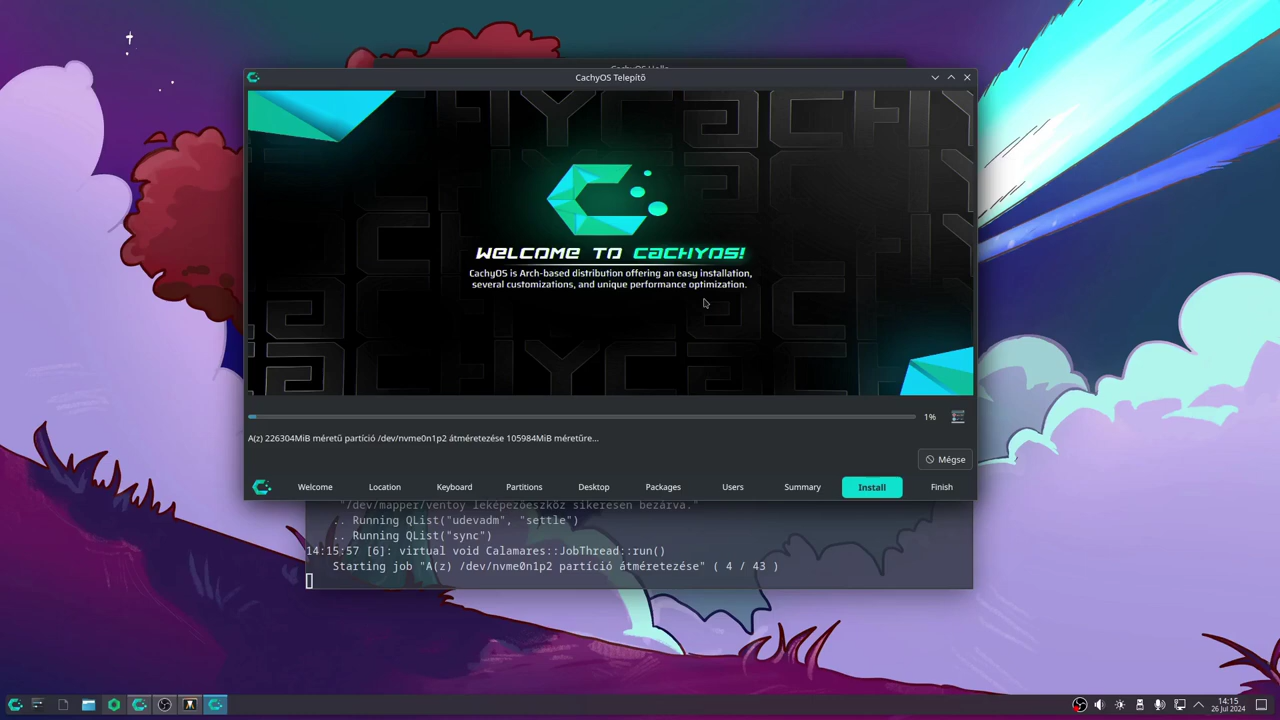 CachyOS Hello
CachyOS Telepítő
WELCOME TO CACHYOS!
CachyOS is Arch-based distribution offering an easy installation,
several customizations, and unique performance optimization.
1%
A(z) 226304MiB méretű partíció /dev/nvme0n1p2 átméretezése 105984MiB méretűre...
Mégse
Welcome
Location
Keyboard
Partitions
Desktop
Packages
Users
Summary
Install
Finish
"/dev/mapper/ventoy leképezőeszköz sikeresen bezárva."
.. Running QList("udevadm", "settle")
.. Running QList("sync")
14:15:57 [6]: virtual void Calamares::JobThread::run()
Starting job "A(z) /dev/nvme0n1p2 partíció átméretezése" ( 4 / 43 )
14:15
26 Jul 2024